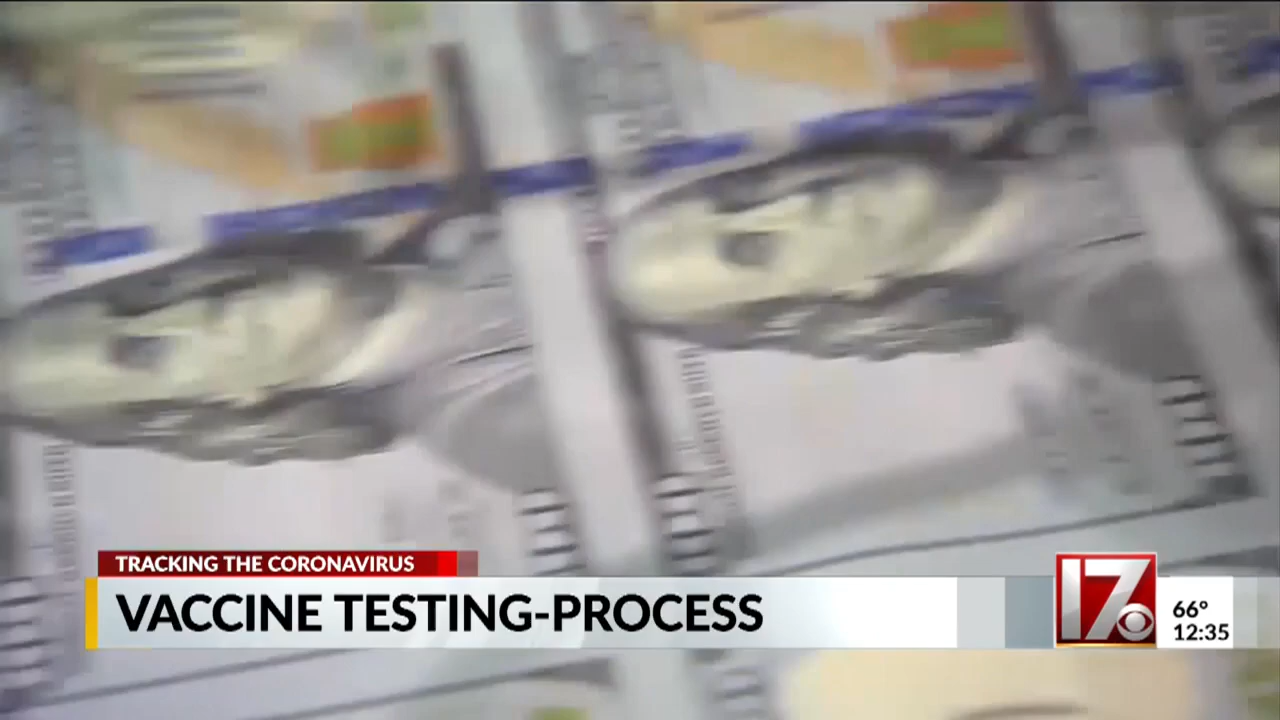 TRACKING THE CORONAVIRUS
VACCINE TESTING-PROCESS
17
66°
12:35